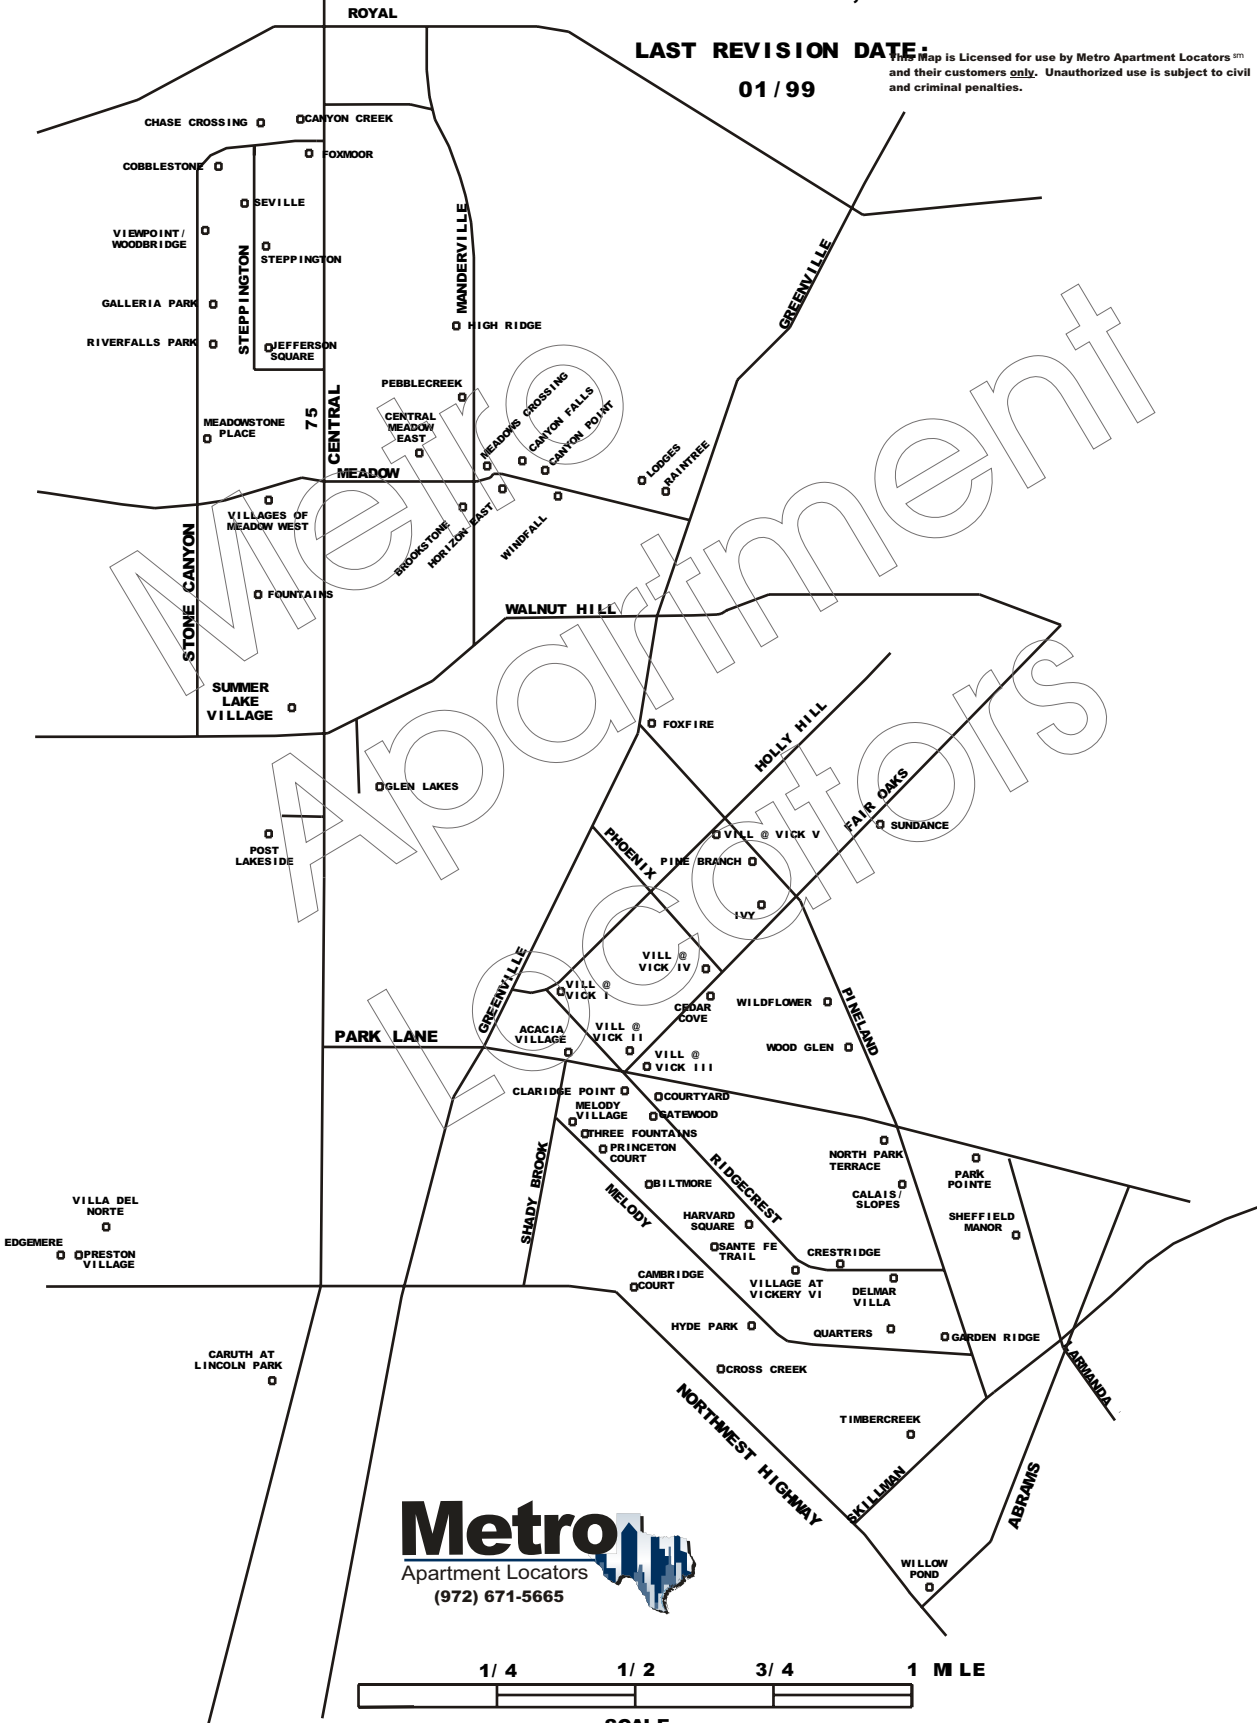 ROYAL
LAST REVISION DATE:
01/99
This Map is Licensed for use by Metro Apartment Locators sm
and their customers only. Unauthorized use is subject to civil
and criminal penalties.
CHASE CROSSING
CANYON CREEK
FOXMOOR
COBBLESTONE
SEVILLE
VIEWPOINT/
WOODBRIDGE
STEPPINGTON
STEPPINGTON
MANDERVILLE
GREENVILLE
GALLERIA PARK
HIGH RIDGE
RIVERFALLS PARK
JEFFERSON
SQUARE
PEBBLECREEK
75
CENTRAL
CENTRAL
MEADOW
EAST
MEADOWS CROSSING
CANYON FALLS
CANYON POINT
MEADOWSTONE
PLACE
LODGES
RAINTREE
MEADOW
VILLAGES OF
MEADOW WEST
BROOKSTONE
HORIZON EAST
WINDFALL
STONE CANYON
FOUNTAINS
WALNUT HILL
SUMMER
LAKE
VILLAGE
FOXFIRE
HOLLY HILL
GLEN LAKES
FAIR OAKS
SUNDANCE
POST
LAKESIDE
PHOENIX
VILL @ VICK V
PINE BRANCH
IVY
VILL @
VICK IV
GREENVILLE
VILL @
VICK I
CEDAR
COVE
WILDFLOWER
PINELAND
PARK LANE
ACACIA
VILLAGE
VILL @
VICK II
WOOD GLEN
VILL @
VICK III
CLARIDGE POINT
COURTYARD
MELODY
VILLAGE
GATEWOOD
THREE FOUNTAINS
PRINCETON
COURT
SHADY BROOK
RIDGECREST
NORTH PARK
TERRACE
PARK
POINTE
BILTMORE
MELODY
CALAIS/
SLOPES
VILLA DEL
NORTE
HARVARD
SQUARE
SHEFFIELD
MANOR
EDGEMERE
PRESTON
VILLAGE
SANTE FE
TRAIL
CRESTRIDGE
CAMBRIDGE
COURT
VILLAGE AT
VICKERY VI
DELMAR
VILLA
HYDE PARK
QUARTERS
GARDEN RIDGE
CARUTH AT
LINCOLN PARK
CROSS CREEK
LARMANDA
NORTHWEST HIGHWAY
TIMBERCREEK
SKILLMAN
ABRAMS
Metro
Apartment Locators
(972) 671-5665
WILLOW
POND
1/4 1/2 3/4 1 MILE
SCALE
Metro
Apartment
Locators